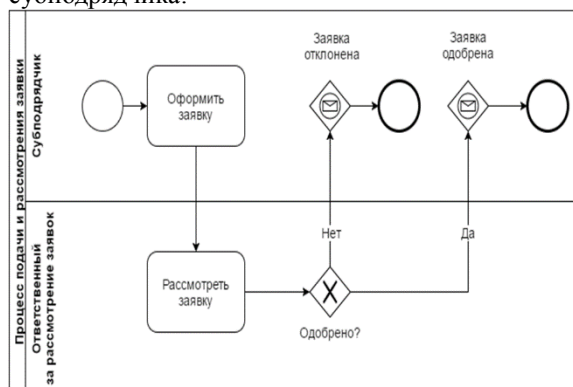 субподрядчика.
Процесс подачи и рассмотрения заявки
Субподрядчик
Оформить
заявку
Заявка
отклонена
Заявка
одобрена
Ответственный
за рассмотрение заявок
Рассмотреть
заявку
Одобрено?
Нет
Да